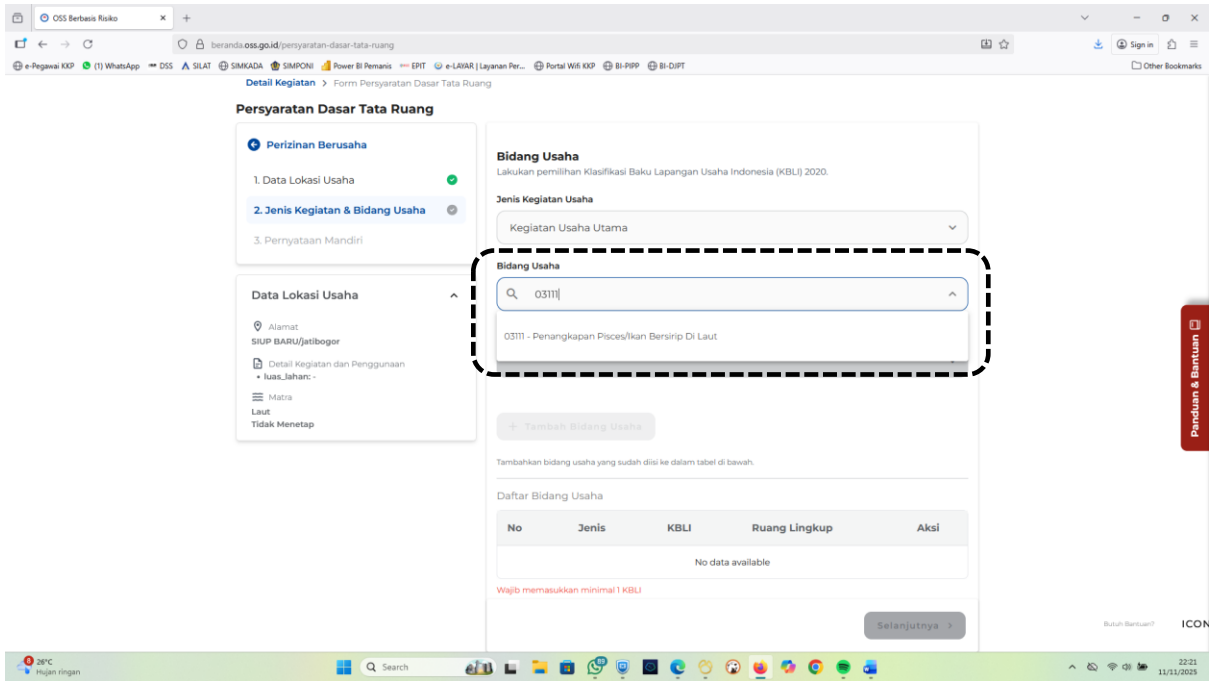 OSS Berbasis Risiko
beranda.oss.go.id/persyaratan-dasar-tata-ruang
Sign in
e-Pegawai KKP (1) WhatsApp DSS SILAT SIMKADA SIMPONI Power BI Pemanis EPIT e-LAYAR | Layanan Per... Portal Wifi KKP BI-PIPP BI-DJPT Other Bookmarks
Detail Kegiatan > Form Persyaratan Dasar Tata Ruang
Persyaratan Dasar Tata Ruang
Perizinan Berusaha
1. Data Lokasi Usaha
2. Jenis Kegiatan & Bidang Usaha
3. Pernyataan Mandiri
Data Lokasi Usaha
Alamat
SIUP BARU/jatibogor
Detail Kegiatan dan Penggunaan
• luas_lahan: -
Matra
Laut
Tidak Menetap
Bidang Usaha
Lakukan pemilihan Klasifikasi Baku Lapangan Usaha Indonesia (KBLI) 2020.
Jenis Kegiatan Usaha
Kegiatan Usaha Utama
Bidang Usaha
03111
03111 - Penangkapan Pisces/Ikan Bersirip Di Laut
+ Tambah Bidang Usaha
Tambahkan bidang usaha yang sudah diisi ke dalam tabel di bawah.
Daftar Bidang Usaha
No Jenis KBLI Ruang Lingkup Aksi
No data available
Wajib memasukkan minimal 1 KBLI
Selanjutnya >
Panduan & Bantuan
Butuh Bantuan?
ICON
8
26°C
Hujan ringan
Search
22:21
11/11/2025